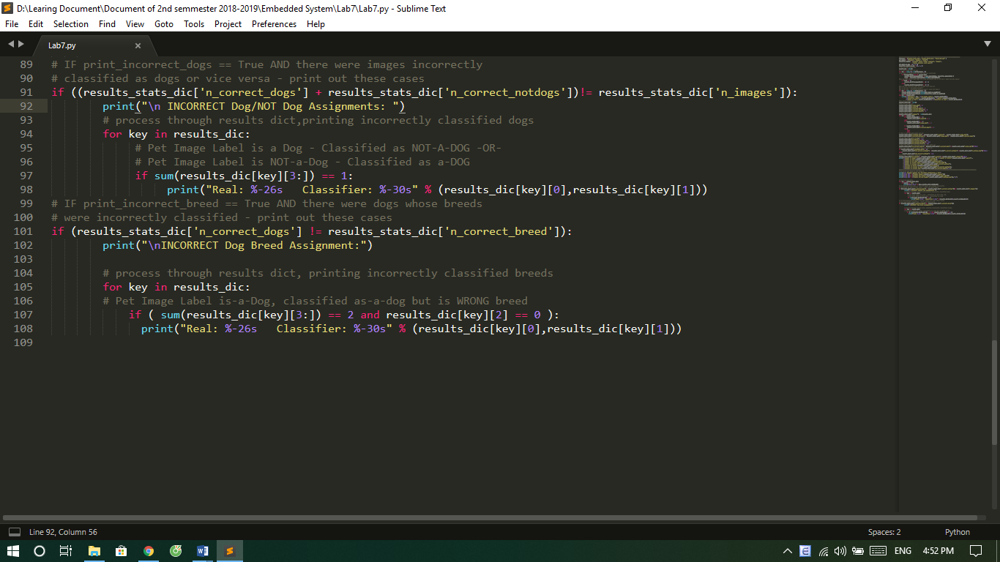 D:\Learing Document\Document of 2nd semmester 2018-2019\Embedded System\Lab7\Lab7.py - Sublime Text
File Edit Selection Find View Goto Tools Project Preferences Help
Lab7.py
89 # IF print_incorrect_dogs == True AND there were images incorrectly
90 # classified as dogs or vice versa - print out these cases
91 if ((results_stats_dic['n_correct_dogs'] + results_stats_dic['n_correct_notdogs'])!= results_stats_dic['n_images']):
92         print("\n INCORRECT Dog/NOT Dog Assignments: ")
93         # process through results dict,printing incorrectly classified dogs
94         for key in results_dic:
95              # Pet Image Label is a Dog - Classified as NOT-A-DOG -OR-
96              # Pet Image Label is NOT-a-Dog - Classified as a-DOG
97              if sum(results_dic[key][3:]) == 1:
98                   print("Real: %-26s   Classifier: %-30s" % (results_dic[key][0],results_dic[key][1]))
99 # IF print_incorrect_breed == True AND there were dogs whose breeds
100 # were incorrectly classified - print out these cases
101 if (results_stats_dic['n_correct_dogs'] != results_stats_dic['n_correct_breed']):
102         print("\nINCORRECT Dog Breed Assignment:")
103
104         # process through results dict, printing incorrectly classified breeds
105         for key in results_dic:
106         # Pet Image Label is-a-Dog, classified as-a-dog but is WRONG breed
107             if ( sum(results_dic[key][3:]) == 2 and results_dic[key][2] == 0 ):
108               print("Real: %-26s   Classifier: %-30s" % (results_dic[key][0],results_dic[key][1]))
109
Line 92, Column 56 Spaces: 2 Python
ENG 4:52 PM